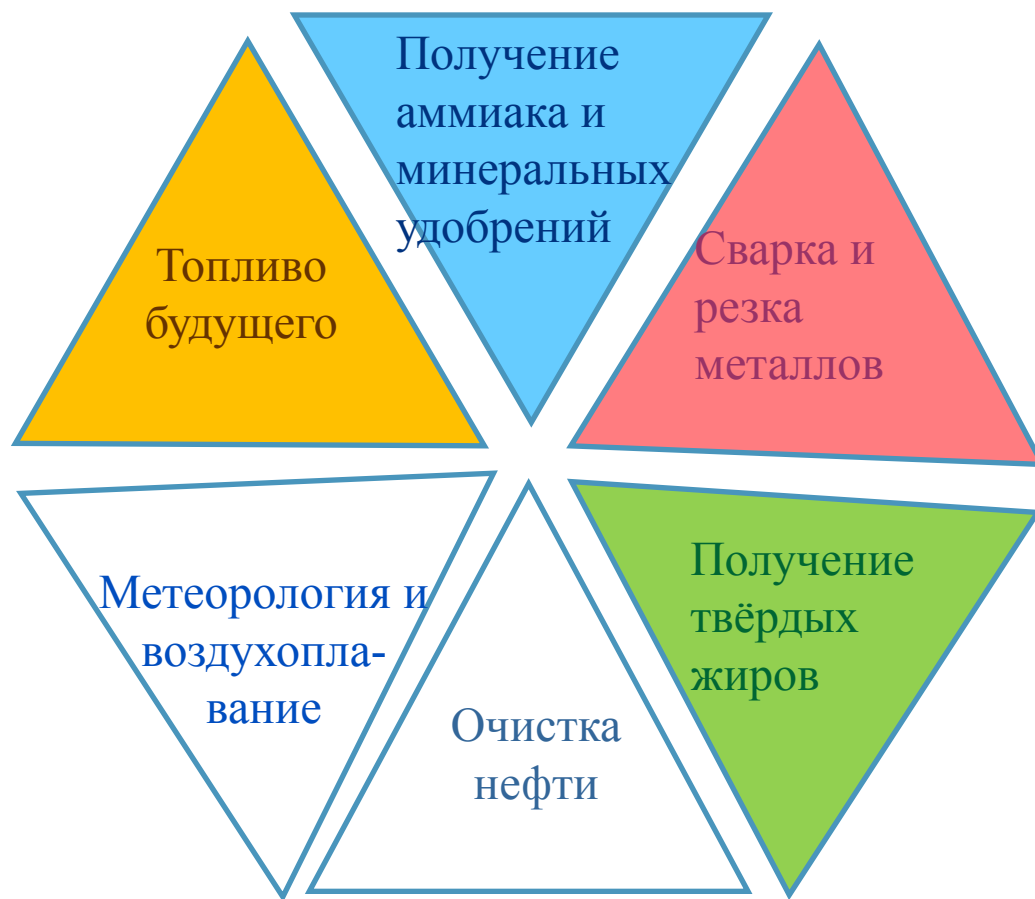 Получение
аммиака и
минеральных
удобрений
Топливо
будущего
Сварка и
резка
металлов
Метеорология и
воздухопла-
вание
Очистка
нефти
Получение
твёрдых
жиров